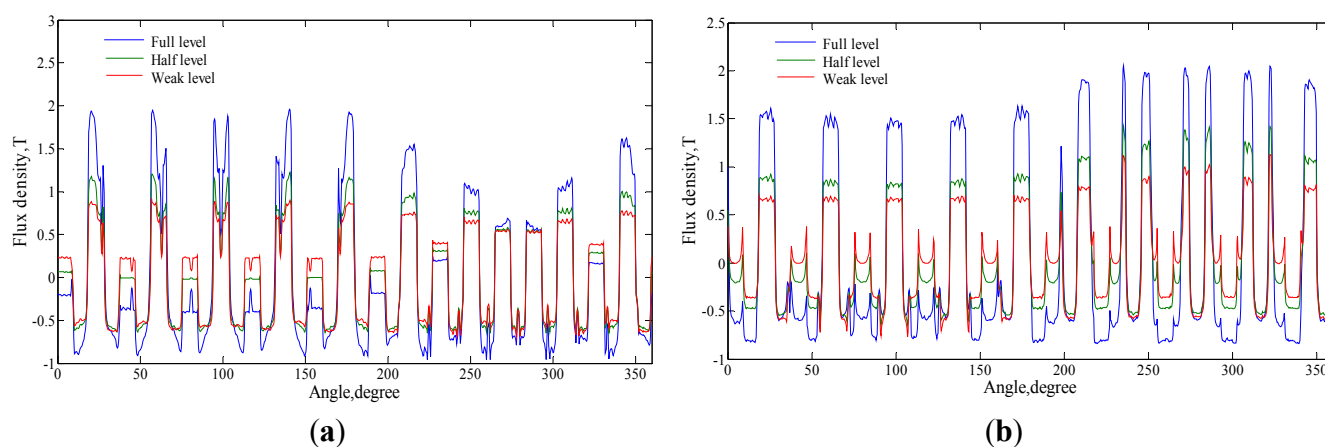 3
2.5
2
1.5
1
0.5
0
-0.5
-1
Flux density,T
Full level
Half level
Weak level
0 50 100 150 200 250 300 350
Angle,degree
(a)
2.5
2
1.5
1
0.5
0
-0.5
-1
Flux density,T
Full level
Half level
Weak level
0 50 100 150 200 250 300 350
Angle,degree
(b)